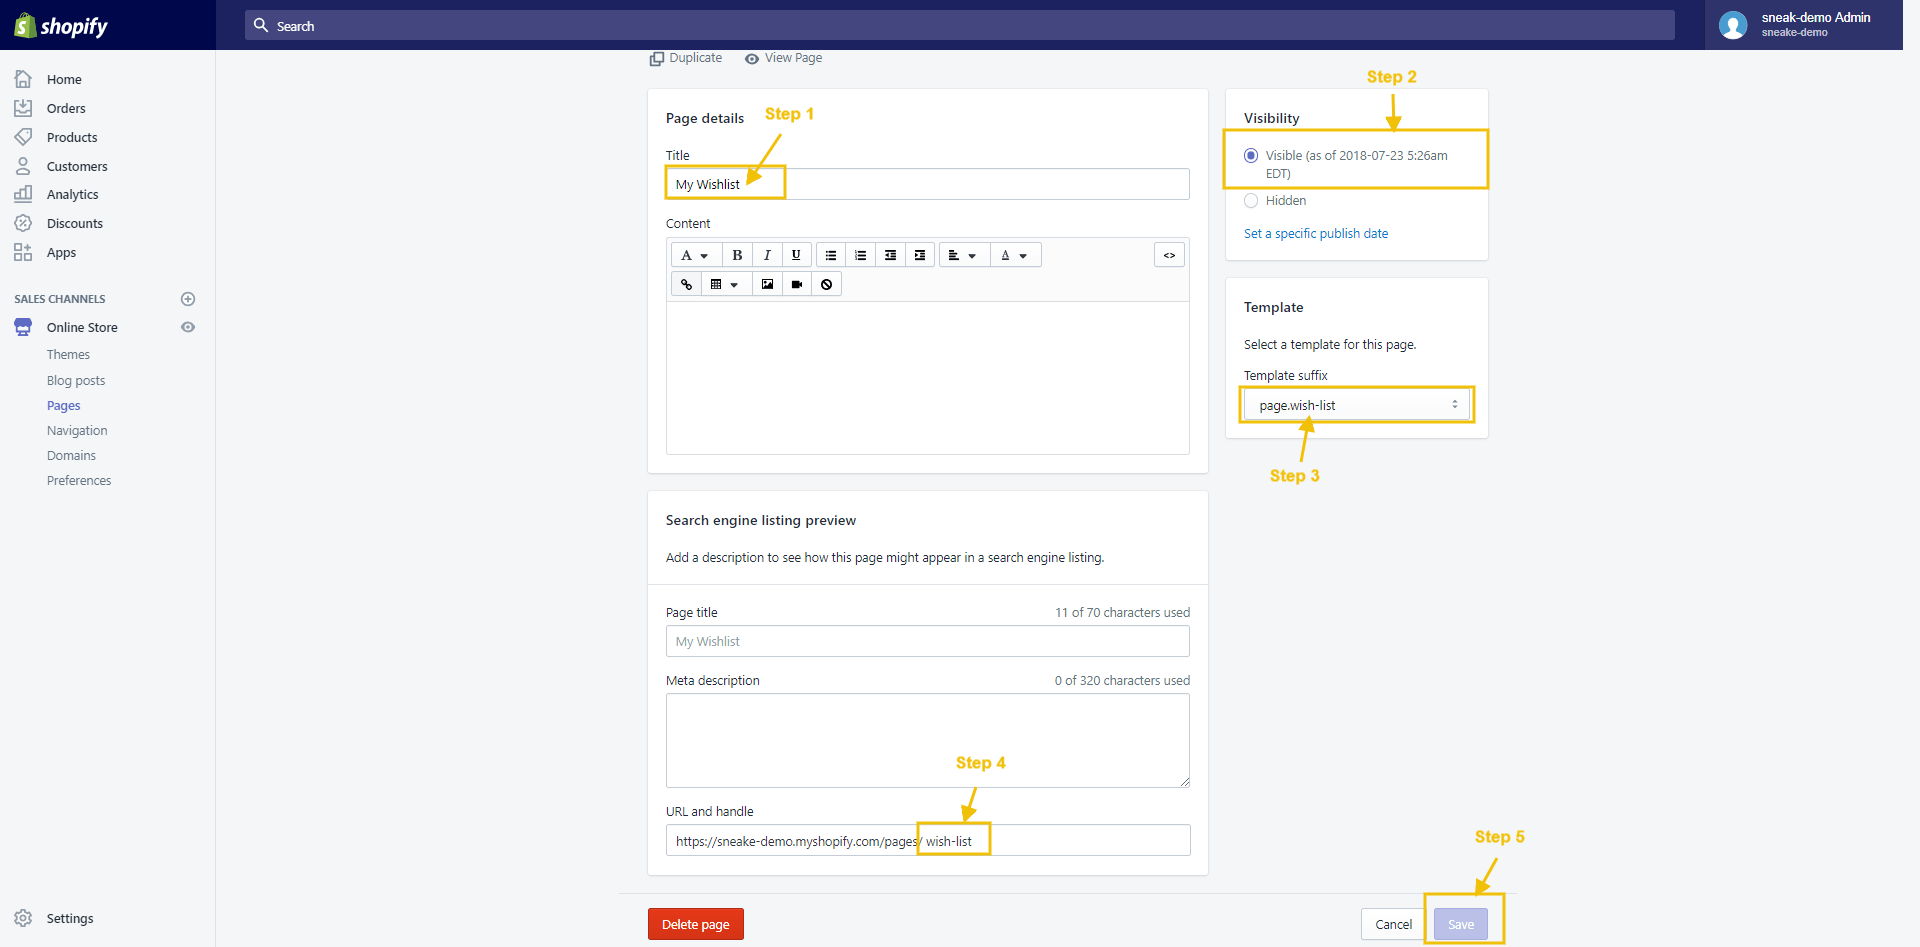 shopify
Search
sneak-demo Admin
sneake-demo
Home
Orders
Products
Customers
Analytics
Discounts
Apps
SALES CHANNELS
Online Store
Themes
Blog posts
Pages
Navigation
Domains
Preferences
Settings
Duplicate
View Page
Page details
Step 1
Title
My Wishlist
Content
A
B
I
U
A
<>
Search engine listing preview
Add a description to see how this page might appear in a search engine listing.
Page title
11 of 70 characters used
My Wishlist
Meta description
0 of 320 characters used
Step 4
URL and handle
https://sneake-demo.myshopify.com/pages/ wish-list
Step 2
Visibility
Visible (as of 2018-07-23 5:26am
EDT)
Hidden
Set a specific publish date
Template
Select a template for this page.
Template suffix
page.wish-list
Step 3
Step 5
Delete page
Cancel
Save